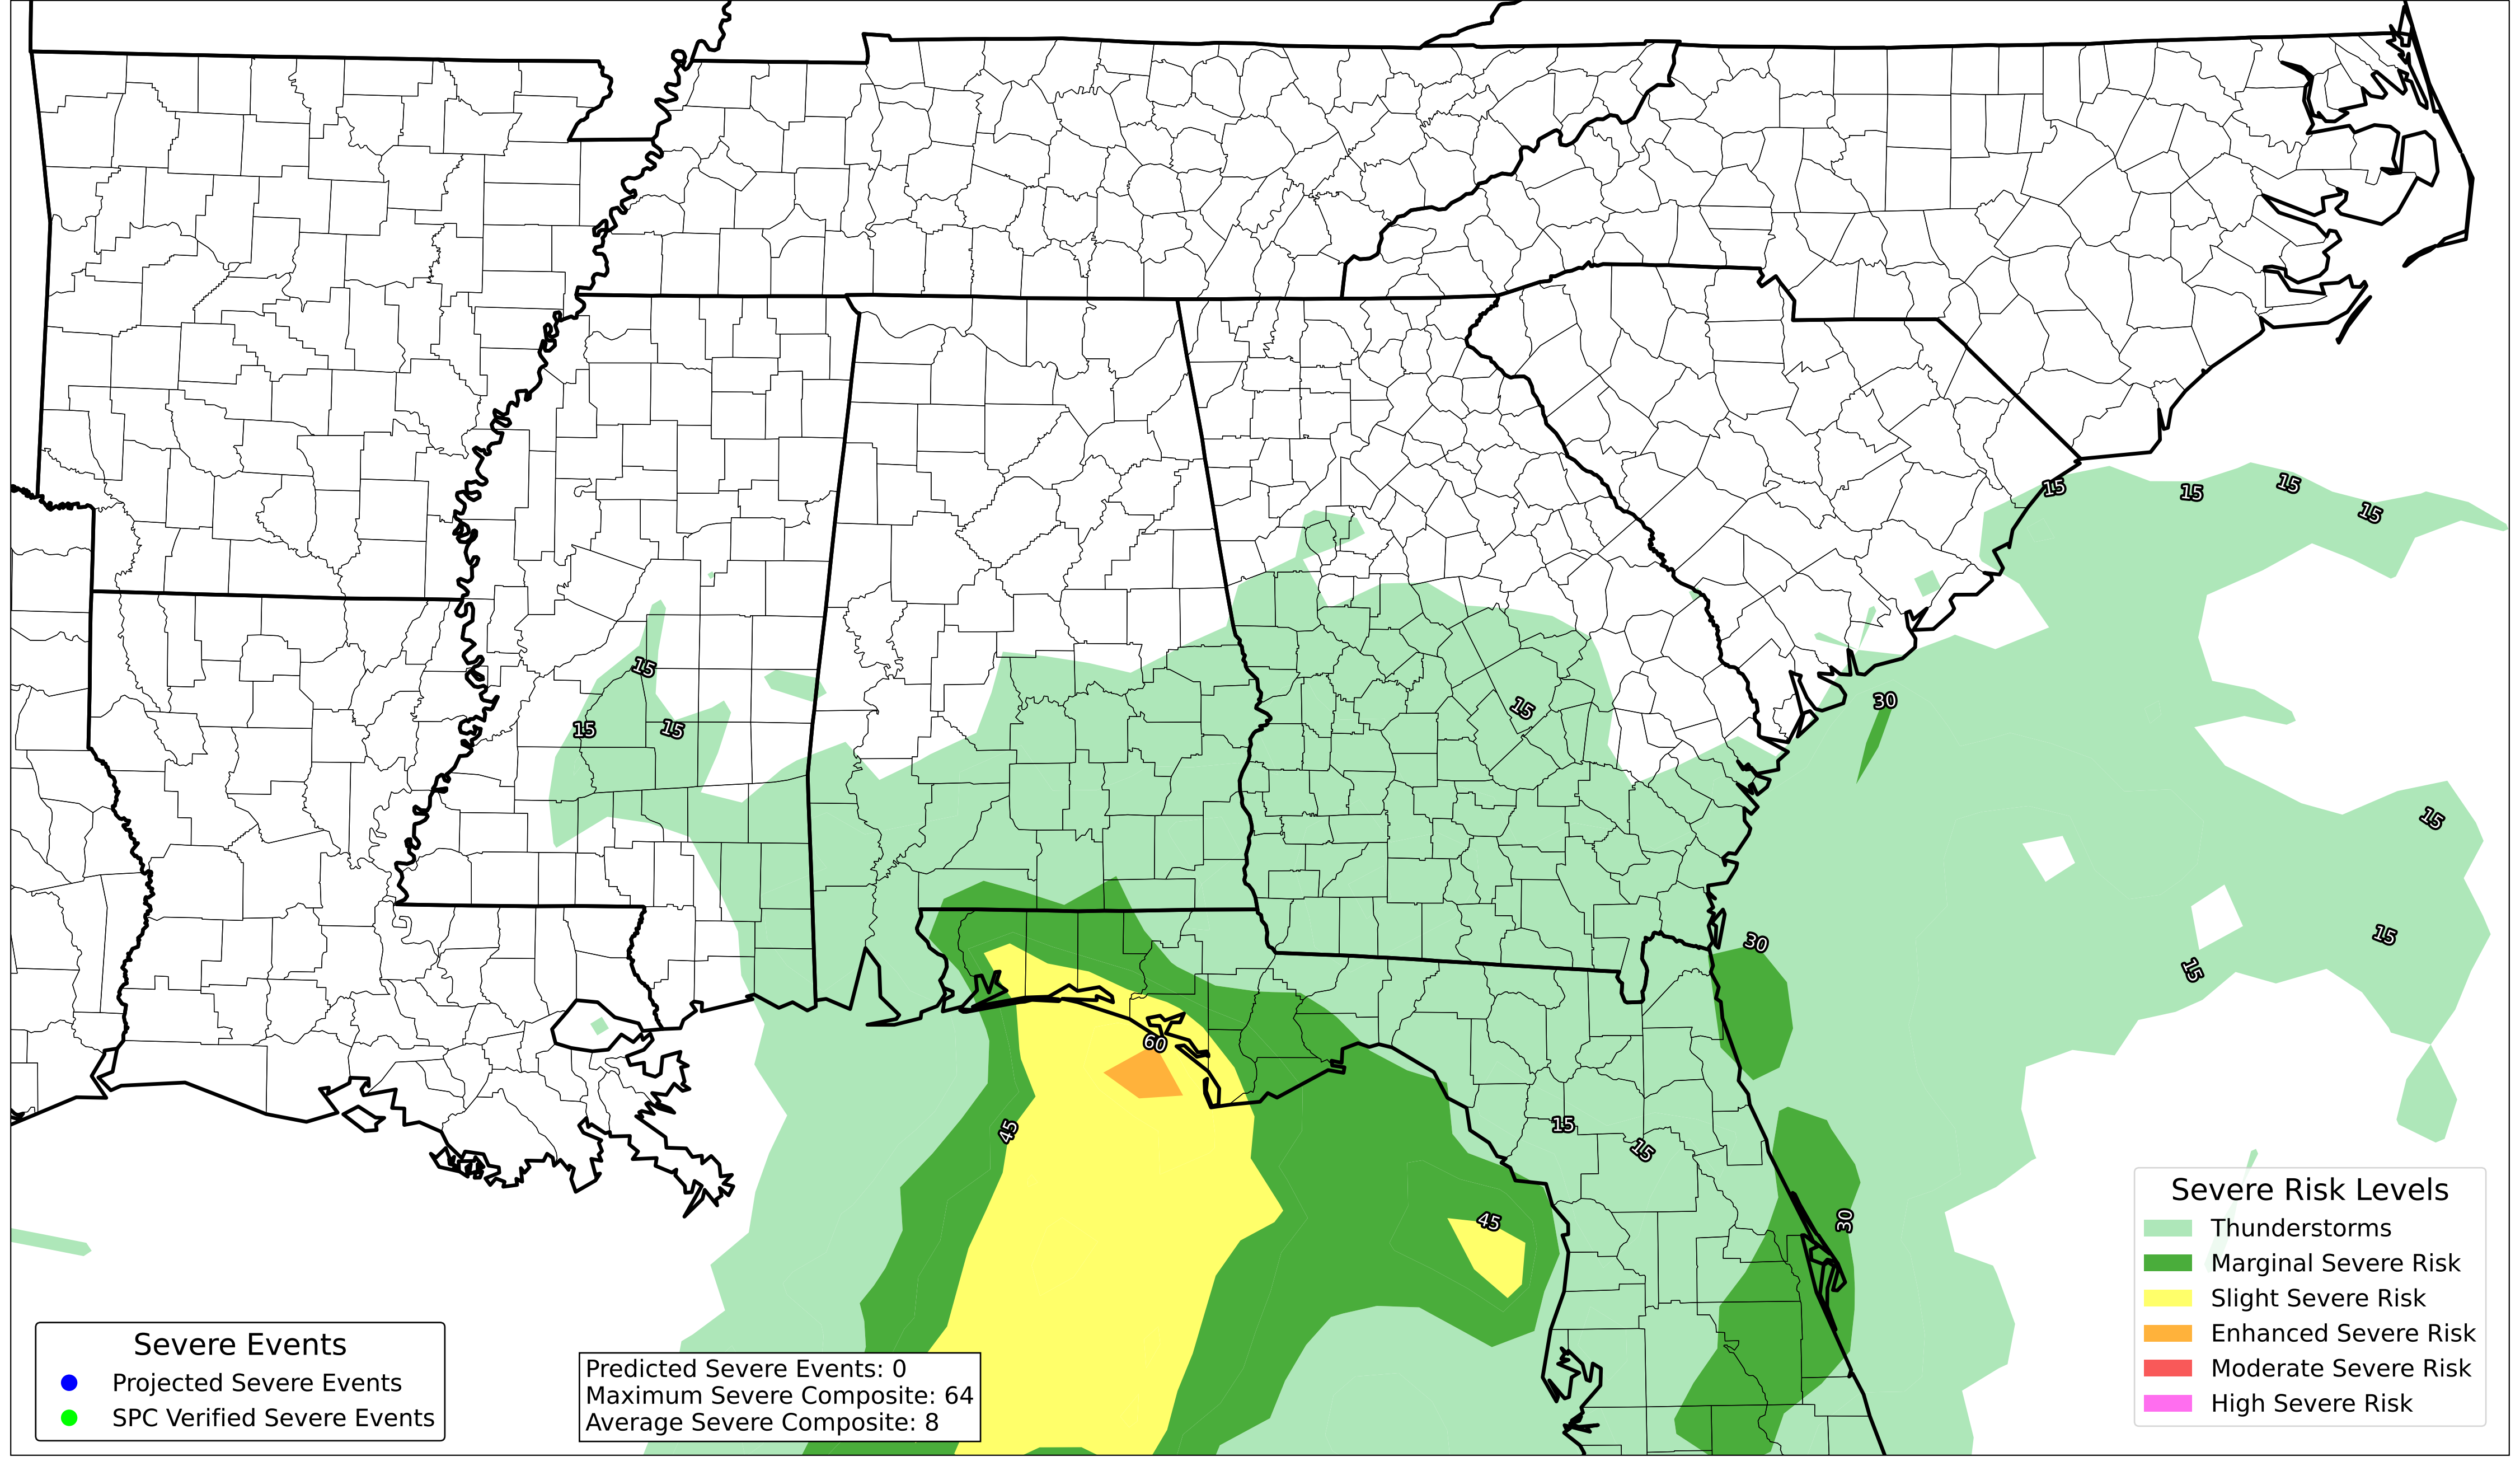 15
15
15
15
15
15
15
30
15
15
30
15
15
60
45
15
15
45
30
Severe Risk Levels
Thunderstorms
Marginal Severe Risk
Slight Severe Risk
Enhanced Severe Risk
Moderate Severe Risk
High Severe Risk
Severe Events
Projected Severe Events
SPC Verified Severe Events
Predicted Severe Events: 0
Maximum Severe Composite: 64
Average Severe Composite: 8